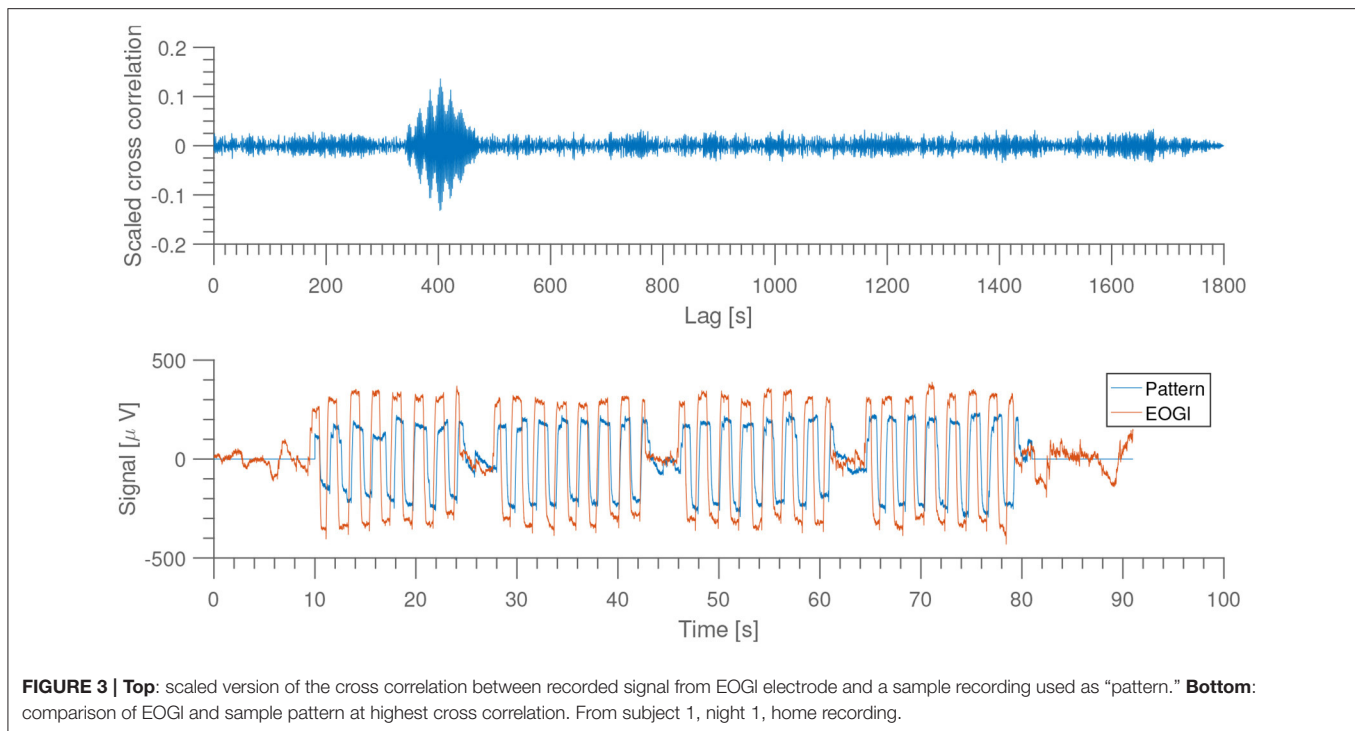 0.2
0.1
0
-0.1
-0.2
Scaled cross correlation
0 200 400 600 800 1000 1200 1400 1600 1800
Lag [s]
500
0
-500
Signal [μ V]
Pattern
EOGl
0 10 20 30 40 50 60 70 80 90 100
Time [s]
FIGURE 3 | Top: scaled version of the cross correlation between recorded signal from EOGl electrode and a sample recording used as “pattern.” Bottom:
comparison of EOGl and sample pattern at highest cross correlation. From subject 1, night 1, home recording.